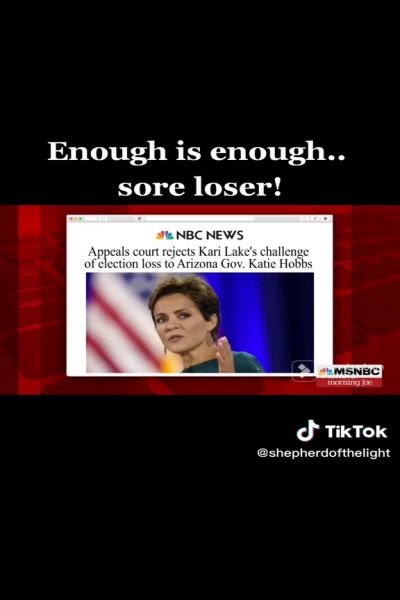 Enough is enough..
sore loser!
NBC NEWS
Appeals court rejects Kari Lake's challenge
of election loss to Arizona Gov. Katie Hobbs
MSNBC
morning joe
TikTok
@shepherdofthelight